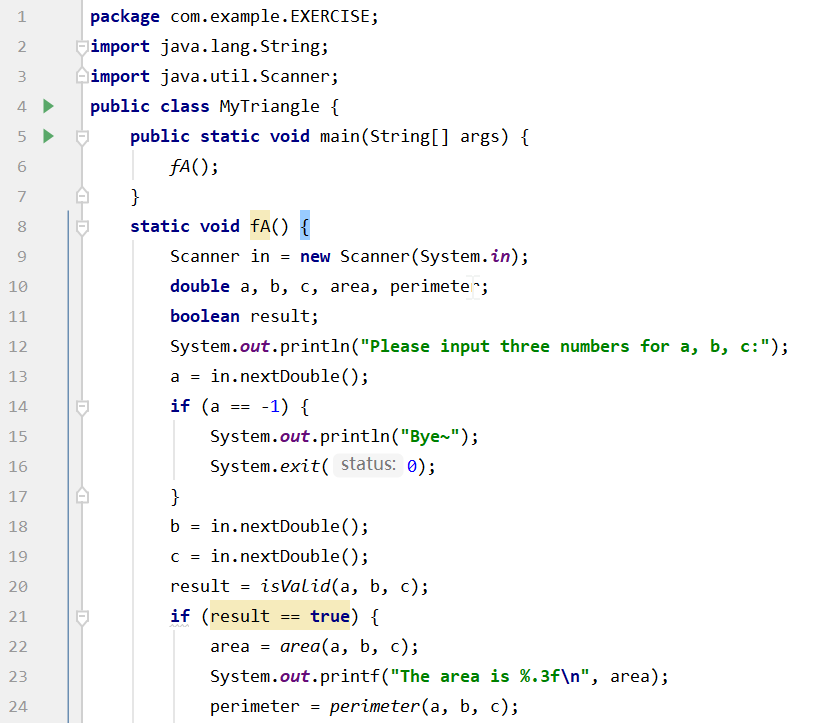 1 package com.example.EXERCISE;
2 import java.lang.String;
3 import java.util.Scanner;
4 public class MyTriangle {
5     public static void main(String[] args) {
6         fA();
7     }
8     static void fA() {
9         Scanner in = new Scanner(System.in);
10         double a, b, c, area, perimeter;
11         boolean result;
12         System.out.println("Please input three numbers for a, b, c:");
13         a = in.nextDouble();
14         if (a == -1) {
15             System.out.println("Bye~");
16             System.exit( status: 0);
17         }
18         b = in.nextDouble();
19         c = in.nextDouble();
20         result = isValid(a, b, c);
21         if (result == true) {
22             area = area(a, b, c);
23             System.out.printf("The area is %.3f\n", area);
24             perimeter = perimeter(a, b, c);